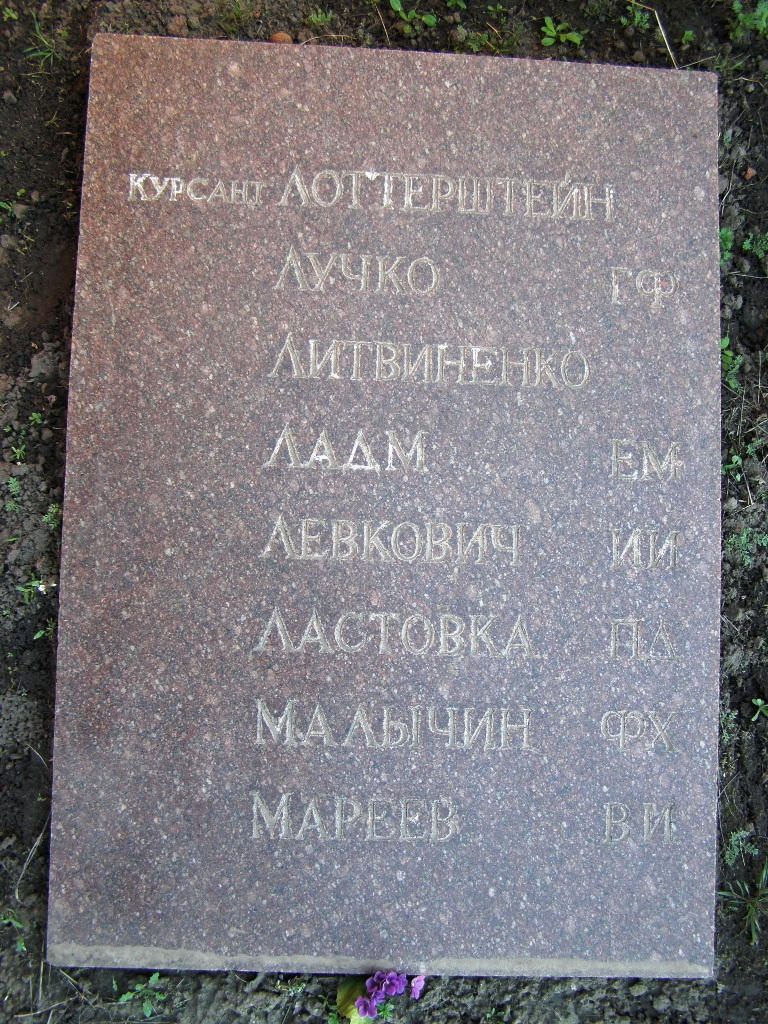 Курсант Лоттерштейн
Лучко ГФ
Литвиненко
Ладм ЕМ
Левкович ИИ
Ластовка ПД
Малычин ФХ
Мареев ВИ